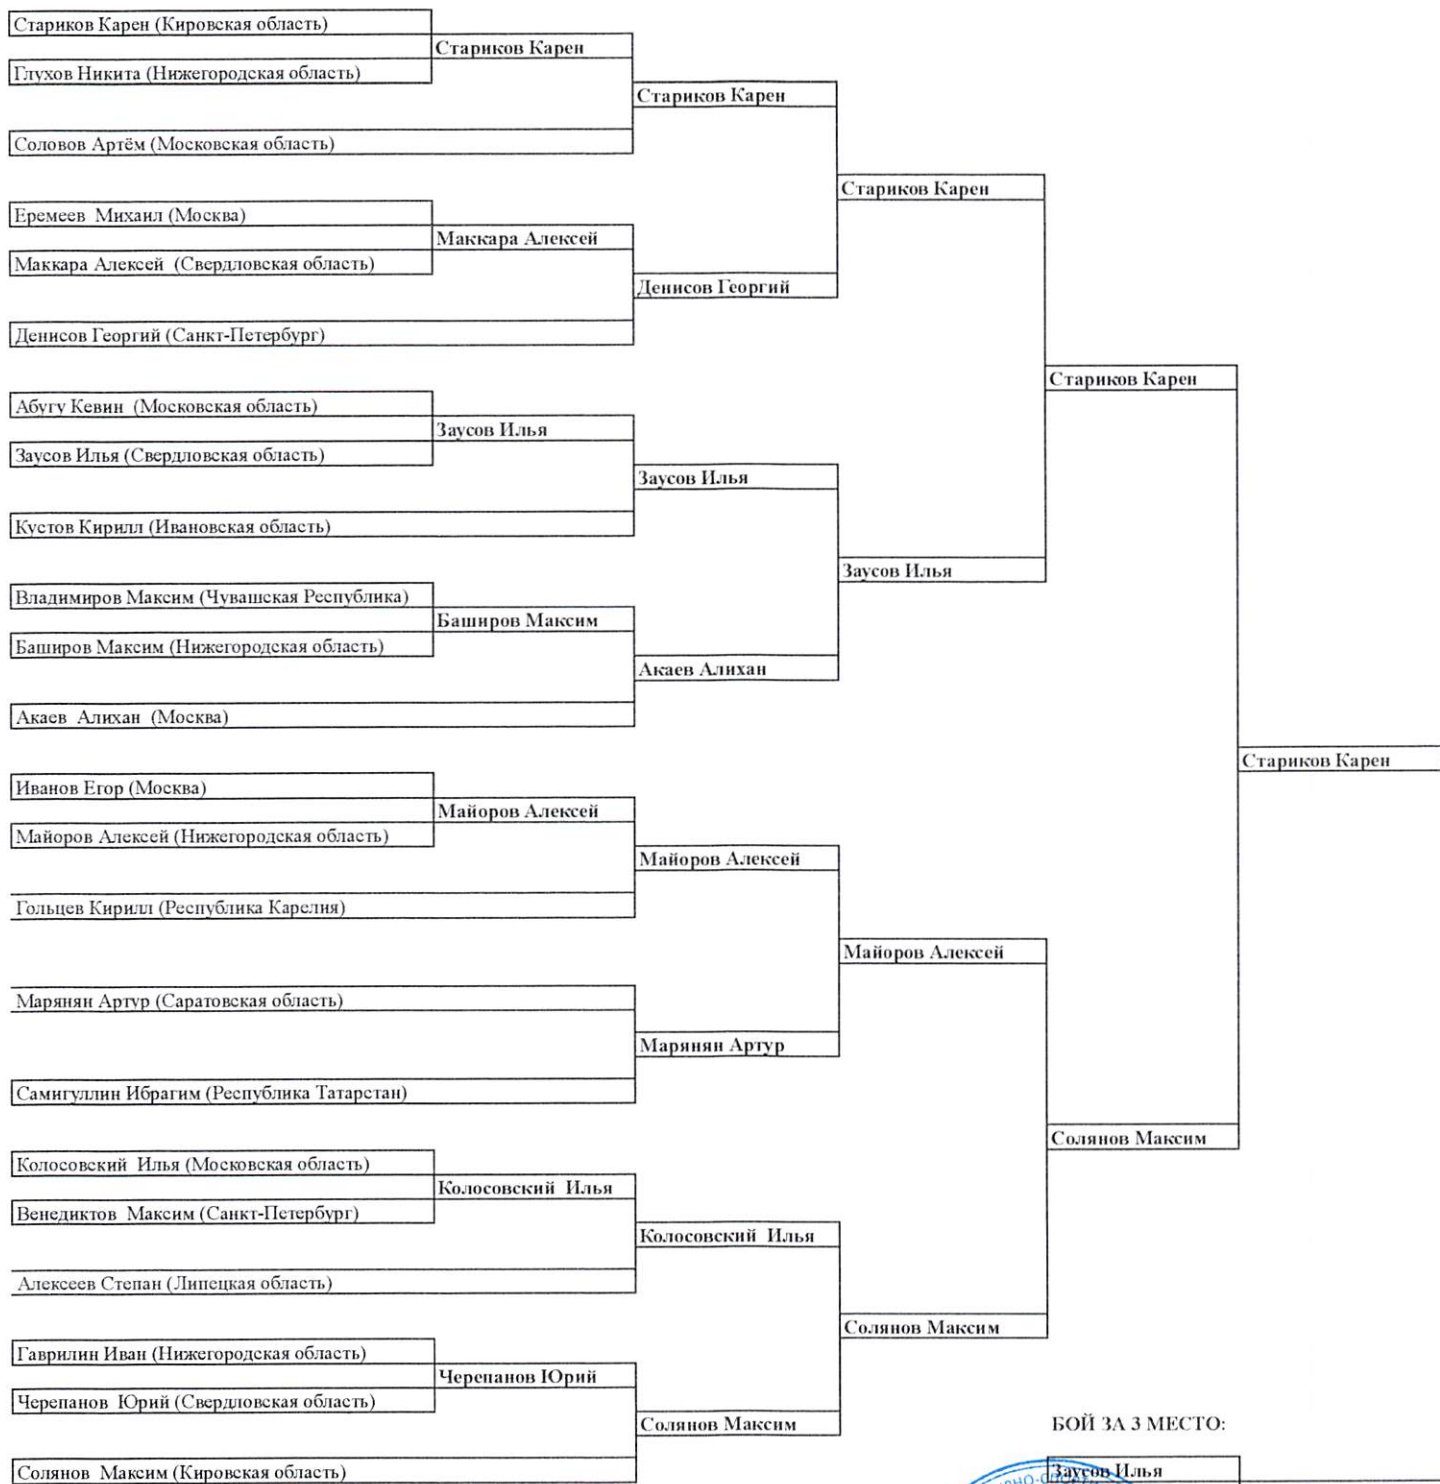 Стариков Карен (Кировская область)
Стариков Карен
Глухов Никита (Нижегородская область)
Стариков Карен
Соловов Артём (Московская область)
Стариков Карен
Еремеев Михаил (Москва)
Маккара Алексей
Маккара Алексей (Свердловская область)
Денисов Георгий
Денисов Георгий (Санкт-Петербург)
Стариков Карен
Абугу Кевин (Московская область)
Заусов Илья
Заусов Илья (Свердловская область)
Заусов Илья
Кустов Кирилл (Ивановская область)
Заусов Илья
Владимиров Максим (Чувашская Республика)
Баширов Максим
Баширов Максим (Нижегородская область)
Акаев Алихан
Акаев Алихан (Москва)
Стариков Карен
Иванов Егор (Москва)
Майоров Алексей
Майоров Алексей (Нижегородская область)
Майоров Алексей
Гольцев Кирилл (Республика Карелия)
Майоров Алексей
Марянян Артур (Саратовская область)
Марянян Артур
Самигуллин Ибрагим (Республика Татарстан)
Солянов Максим
Колосовский Илья (Московская область)
Колосовский Илья
Венедиктов Максим (Санкт-Петербург)
Колосовский Илья
Алексеев Степан (Липецкая область)
Солянов Максим
Гаврилин Иван (Нижегородская область)
Черепанов Юрий
Черепанов Юрий (Свердловская область)
Солянов Максим
БОЙ ЗА 3 МЕСТО:
Солянов Максим (Кировская область)
Заусов Илья